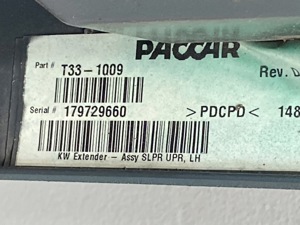 PACCAR
Part # T33-1009
Rev. D
Serial # 179729660 >PDCPD< 148
KW Extender - Assy SLPR UPR, LH